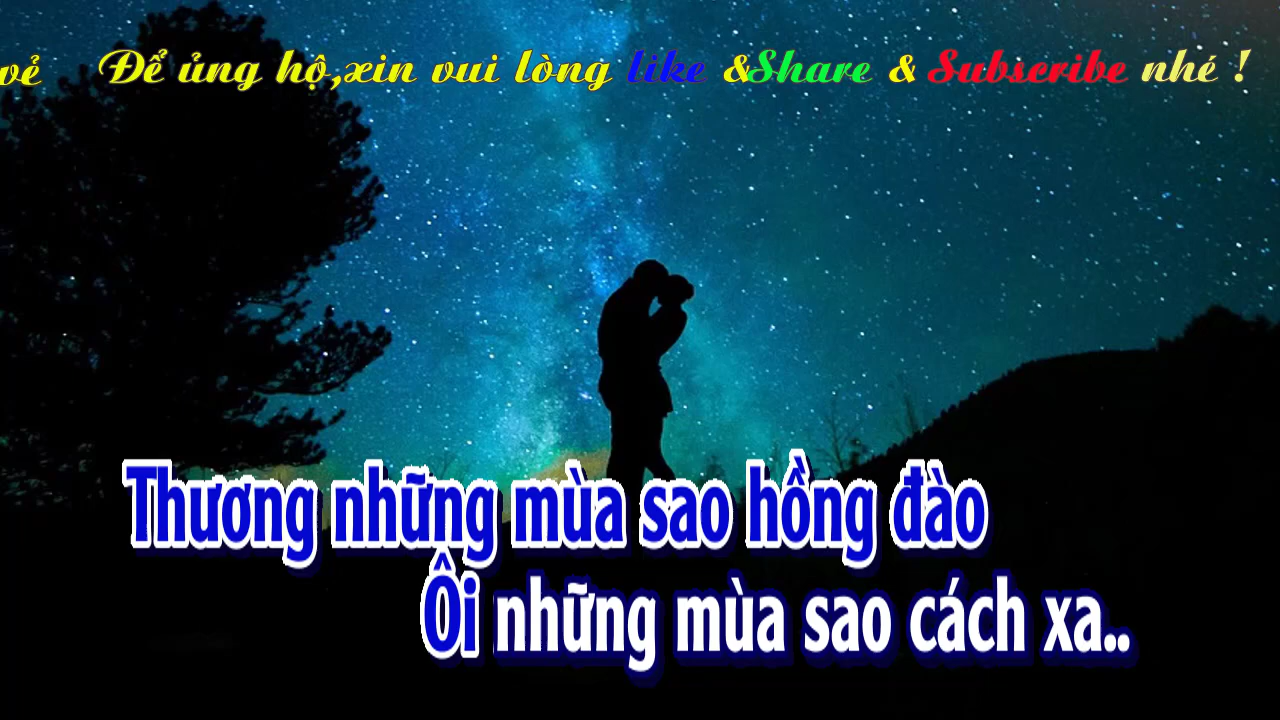 vẻ Để ủng hộ,xin vui lòng like &Share & Subscribe nhé !
Thương những mùa sao hồng đào
Ôi những mùa sao cách xa..